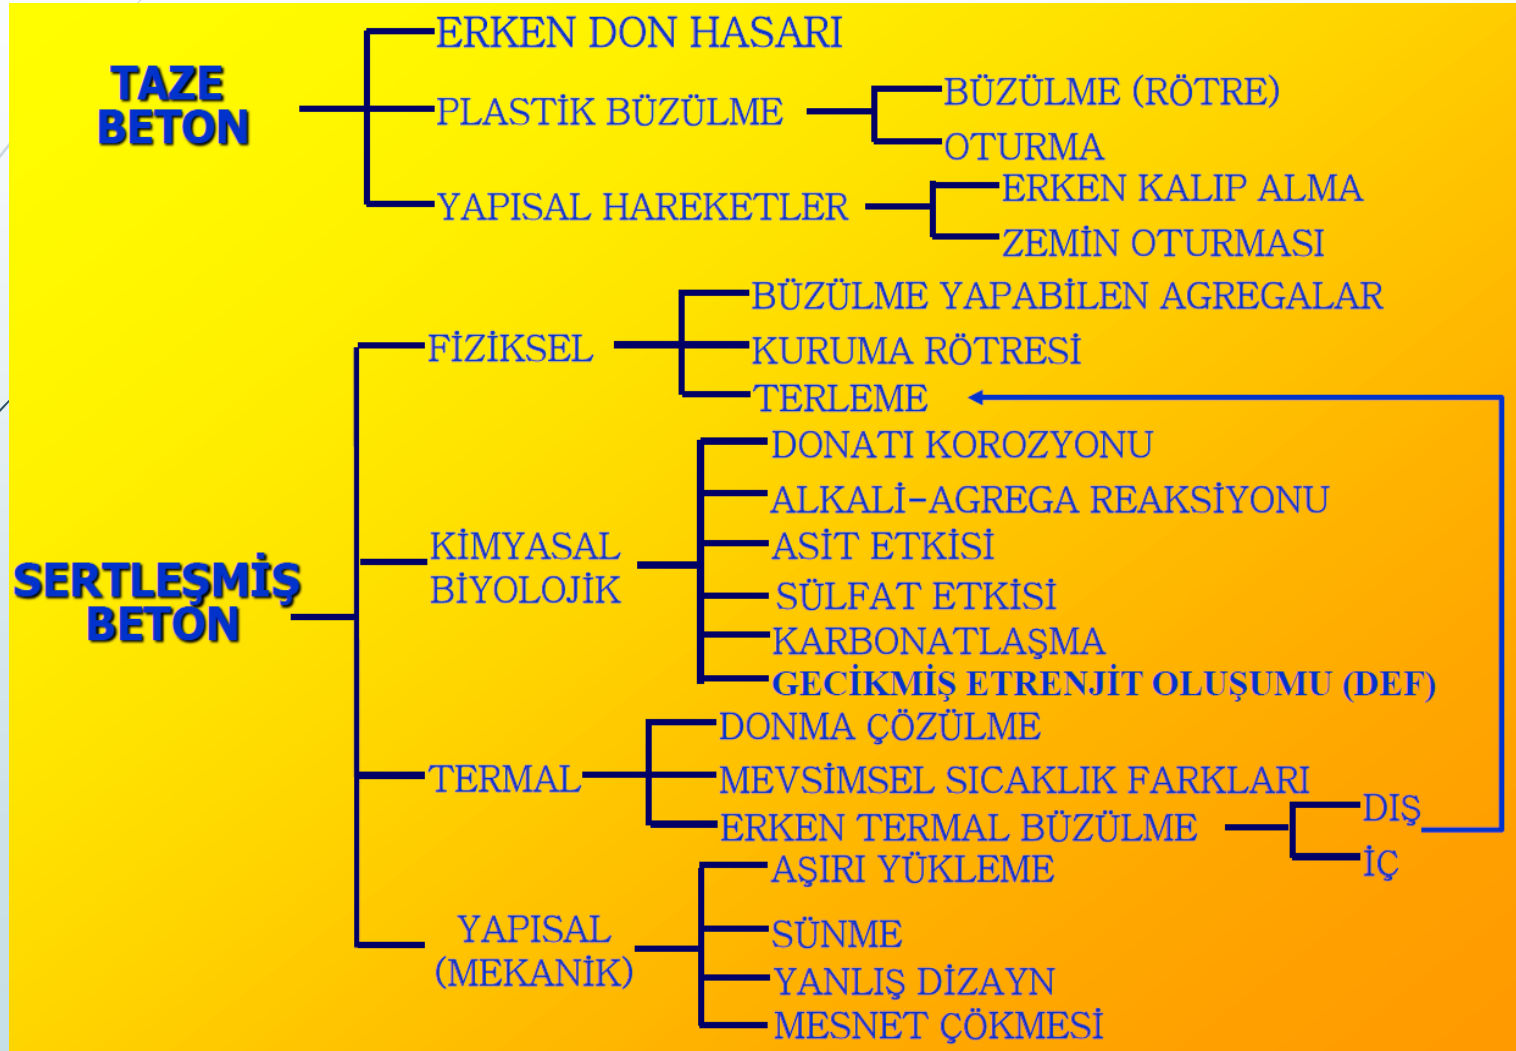 TAZE
BETON
ERKEN DON HASARI
PLASTİK BÜZÜLME
BÜZÜLME (RÖTRE)
OTURMA
YAPISAL HAREKETLER
ERKEN KALIP ALMA
ZEMİN OTURMASI
SERTLEŞMİŞ
BETON
FİZİKSEL
BÜZÜLME YAPABİLEN AGREGALAR
KURUMA RÖTRESİ
TERLEME
KİMYASAL
BİYOLOJİK
DONATI KOROZYONU
ALKALİ-AGREGA REAKSİYONU
ASİT ETKİSİ
SÜLFAT ETKİSİ
KARBONATLAŞMA
GECİKMİŞ ETRENJİT OLUŞUMU (DEF)
TERMAL
DONMA ÇÖZÜLME
MEVSİMSEL SICAKLIK FARKLARI
ERKEN TERMAL BÜZÜLME
DIŞ
İÇ
YAPISAL
(MEKANİK)
AŞIRI YÜKLEME
SÜNME
YANLIŞ DİZAYN
MESNET ÇÖKMESİ